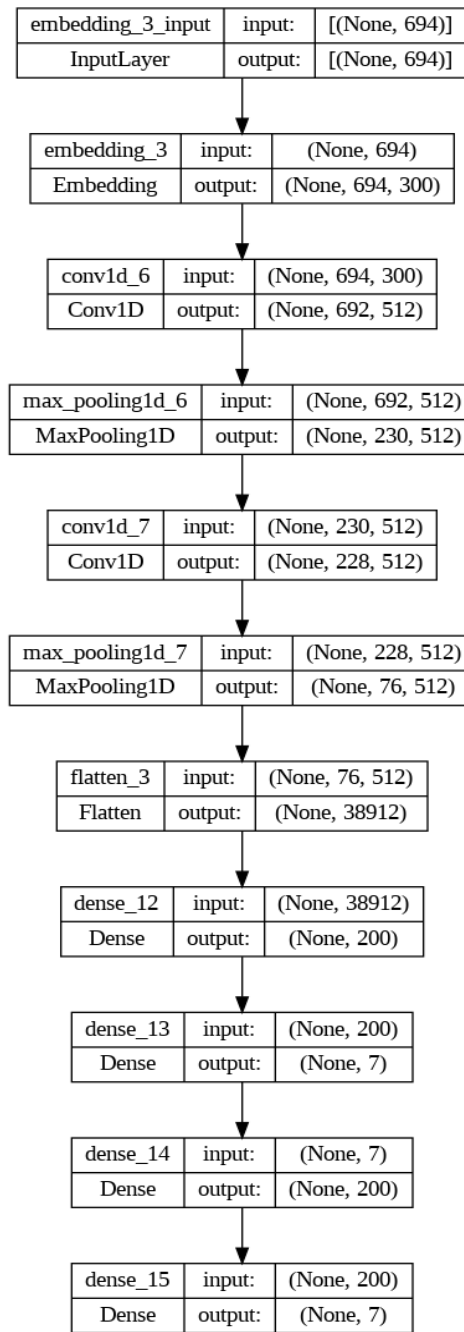 embedding_3_input input: [(None, 694)]
InputLayer output: [(None, 694)]
embedding_3 input: (None, 694)
Embedding output: (None, 694, 300)
conv1d_6 input: (None, 694, 300)
Conv1D output: (None, 692, 512)
max_pooling1d_6 input: (None, 692, 512)
MaxPooling1D output: (None, 230, 512)
conv1d_7 input: (None, 230, 512)
Conv1D output: (None, 228, 512)
max_pooling1d_7 input: (None, 228, 512)
MaxPooling1D output: (None, 76, 512)
flatten_3 input: (None, 76, 512)
Flatten output: (None, 38912)
dense_12 input: (None, 38912)
Dense output: (None, 200)
dense_13 input: (None, 200)
Dense output: (None, 7)
dense_14 input: (None, 7)
Dense output: (None, 200)
dense_15 input: (None, 200)
Dense output: (None, 7)